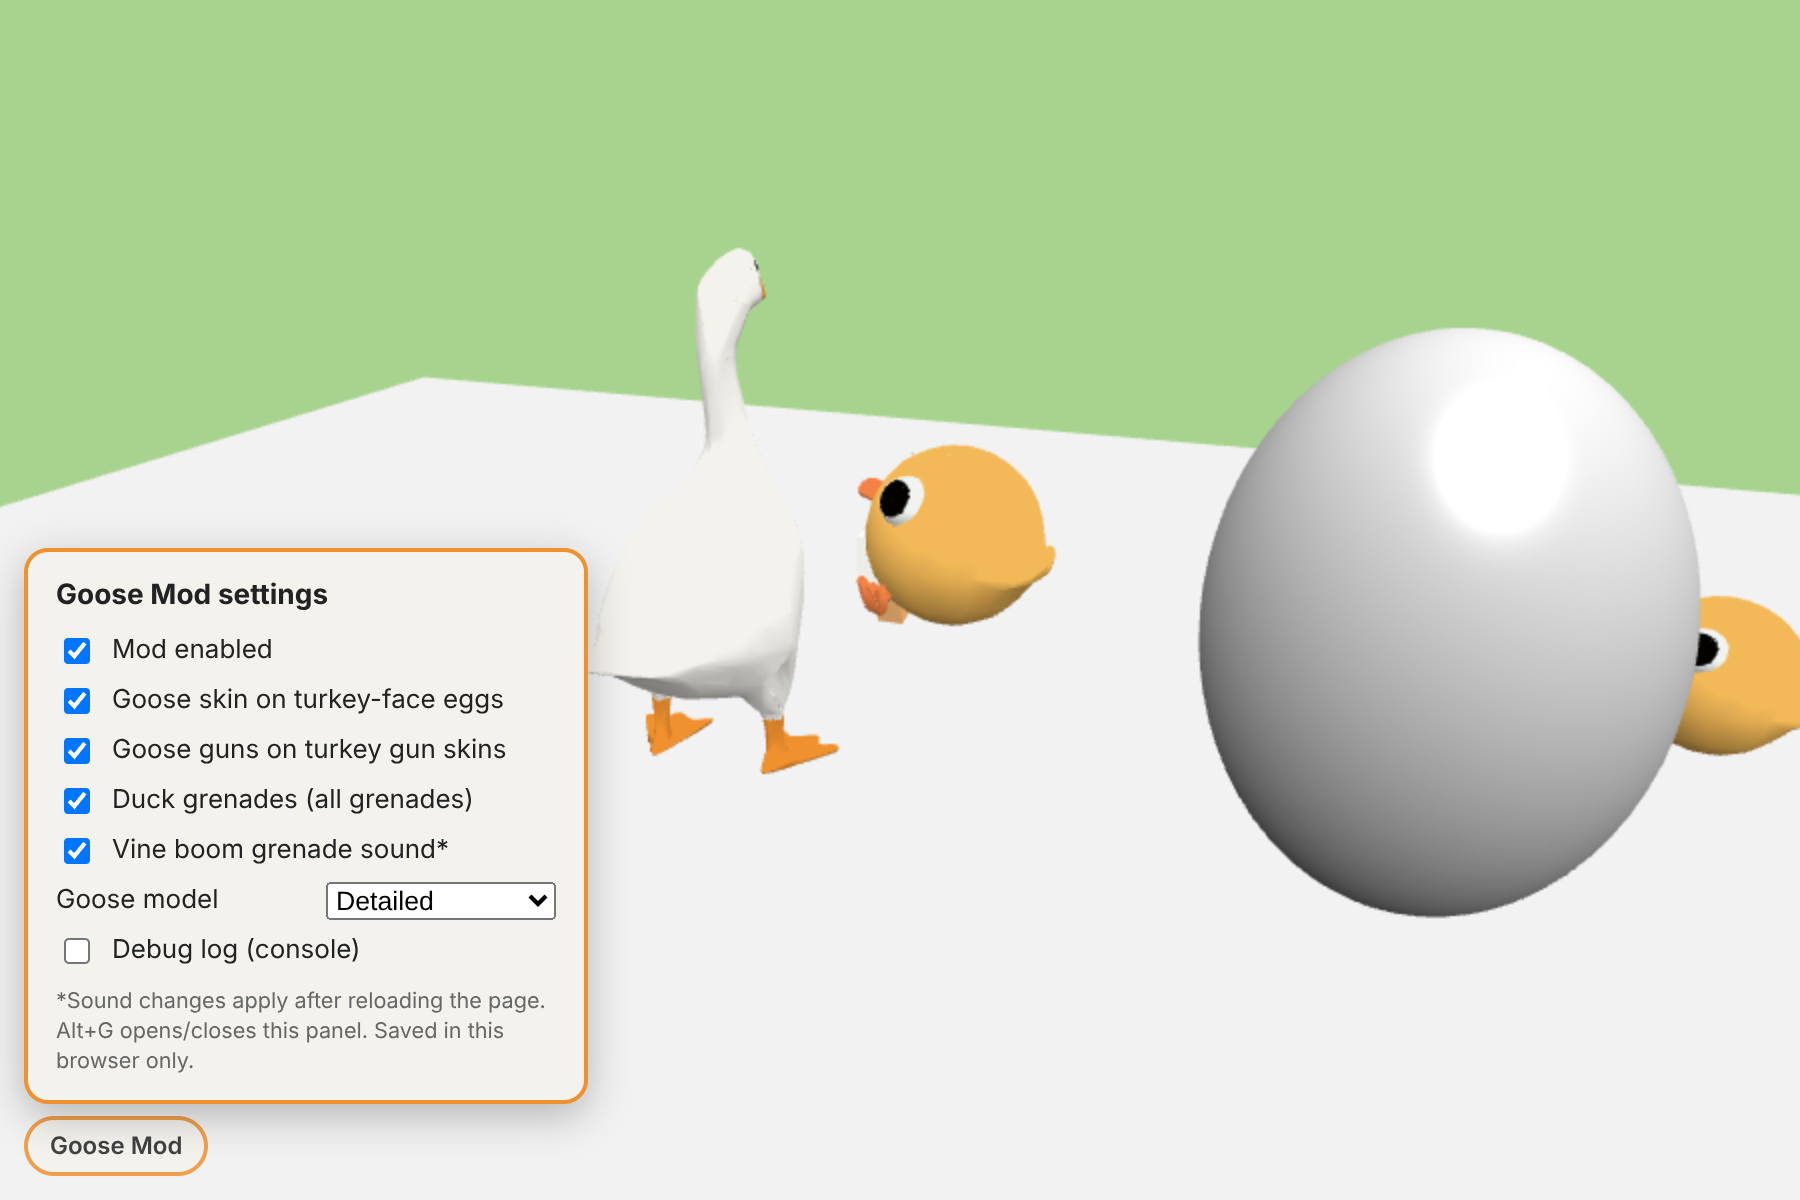 Goose Mod settings
Mod enabled
Goose skin on turkey-face eggs
Goose guns on turkey gun skins
Duck grenades (all grenades)
Vine boom grenade sound*
Goose model Detailed
Debug log (console)
*Sound changes apply after reloading the page.
Alt+G opens/closes this panel. Saved in this
browser only.
Goose Mod